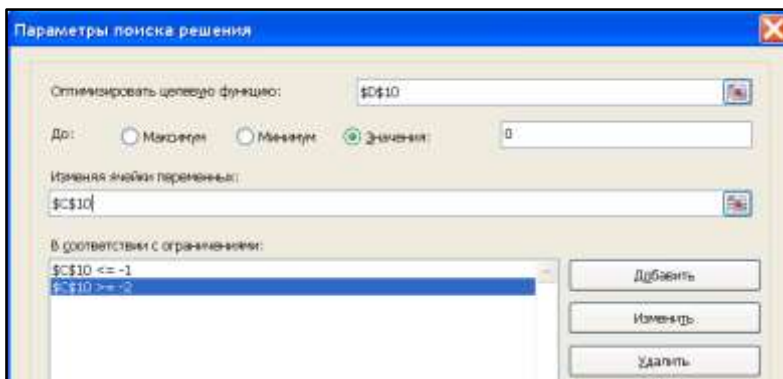 Параметры поиска решения
Оптимизировать целевую функцию: $D$10
До: Максимум Минимум Значения: 0
Изменяя ячейки переменных:
$C$10
В соответствии с ограничениями:
$C$10 <= -1
$C$10 >= -2
Добавить
Изменить
Удалить